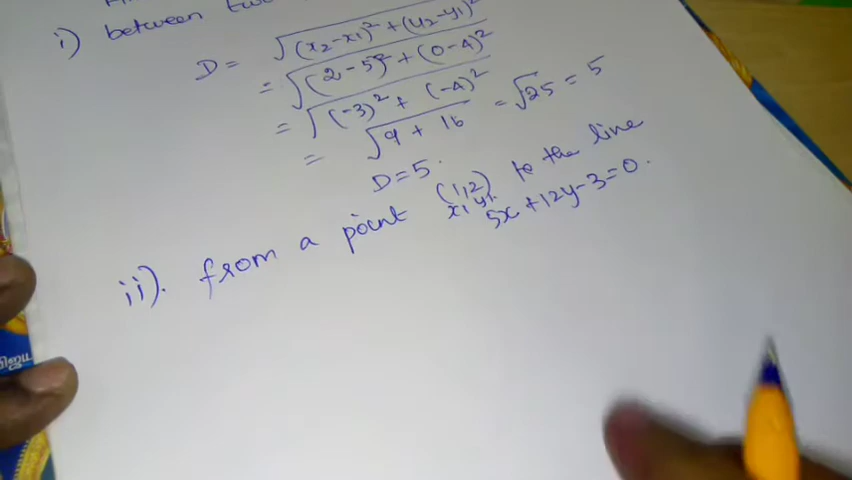 i) between two
D = √(x2-x1)² + (y2-y1)²
= √(2-5)² + (0-4)²
= √(-3)² + (-4)²
= √9 + 16 = √25 = 5
D = 5.
ii). from a point (1,2) to the line
x1 y1 5x + 12y - 3 = 0.